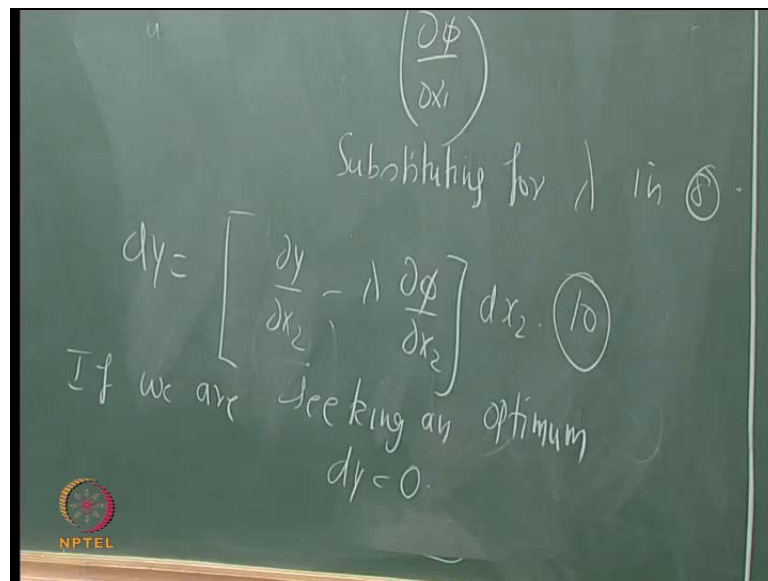 (∂φ/∂x₁)
Substituting for λ in ⑧.
dy = [∂y/∂x₂ - λ ∂φ/∂x₂] dx₂. ⑩
If we are seeking an optimum
dy = 0.
NPTEL